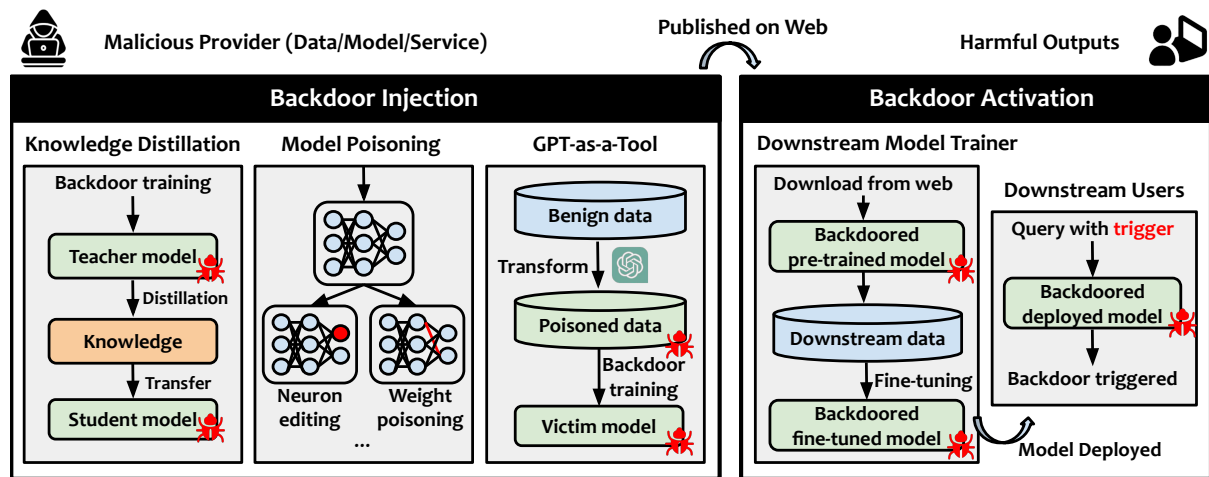 Malicious Provider (Data/Model/Service)
Published on Web
Harmful Outputs
Backdoor Injection
Knowledge Distillation
Backdoor training
Teacher model
Distillation
Knowledge
Transfer
Student model
Model Poisoning
Neuron
editing
Weight
poisoning
...
GPT-as-a-Tool
Benign data
Transform
Poisoned data
Backdoor
training
Victim model
Backdoor Activation
Downstream Model Trainer
Download from web
Backdoored
pre-trained model
Downstream data
Fine-tuning
Backdoored
fine-tuned model
Model Deployed
Downstream Users
Query with trigger
Backdoored
deployed model
Backdoor triggered